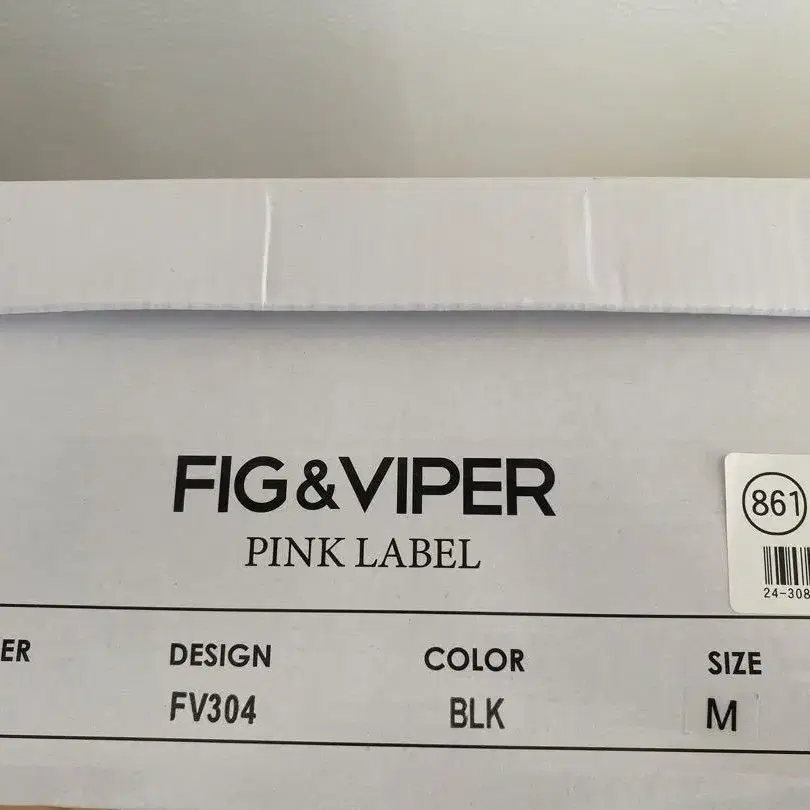 FIG&VIPER
PINK LABEL
861
24-308
ER DESIGN COLOR SIZE
FV304 BLK M